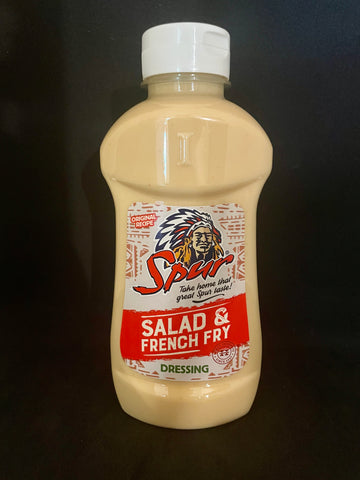 ORIGINAL
RECIPE
Spur
Take home that
great Spur taste!
SALAD &
FRENCH FRY
DRESSING